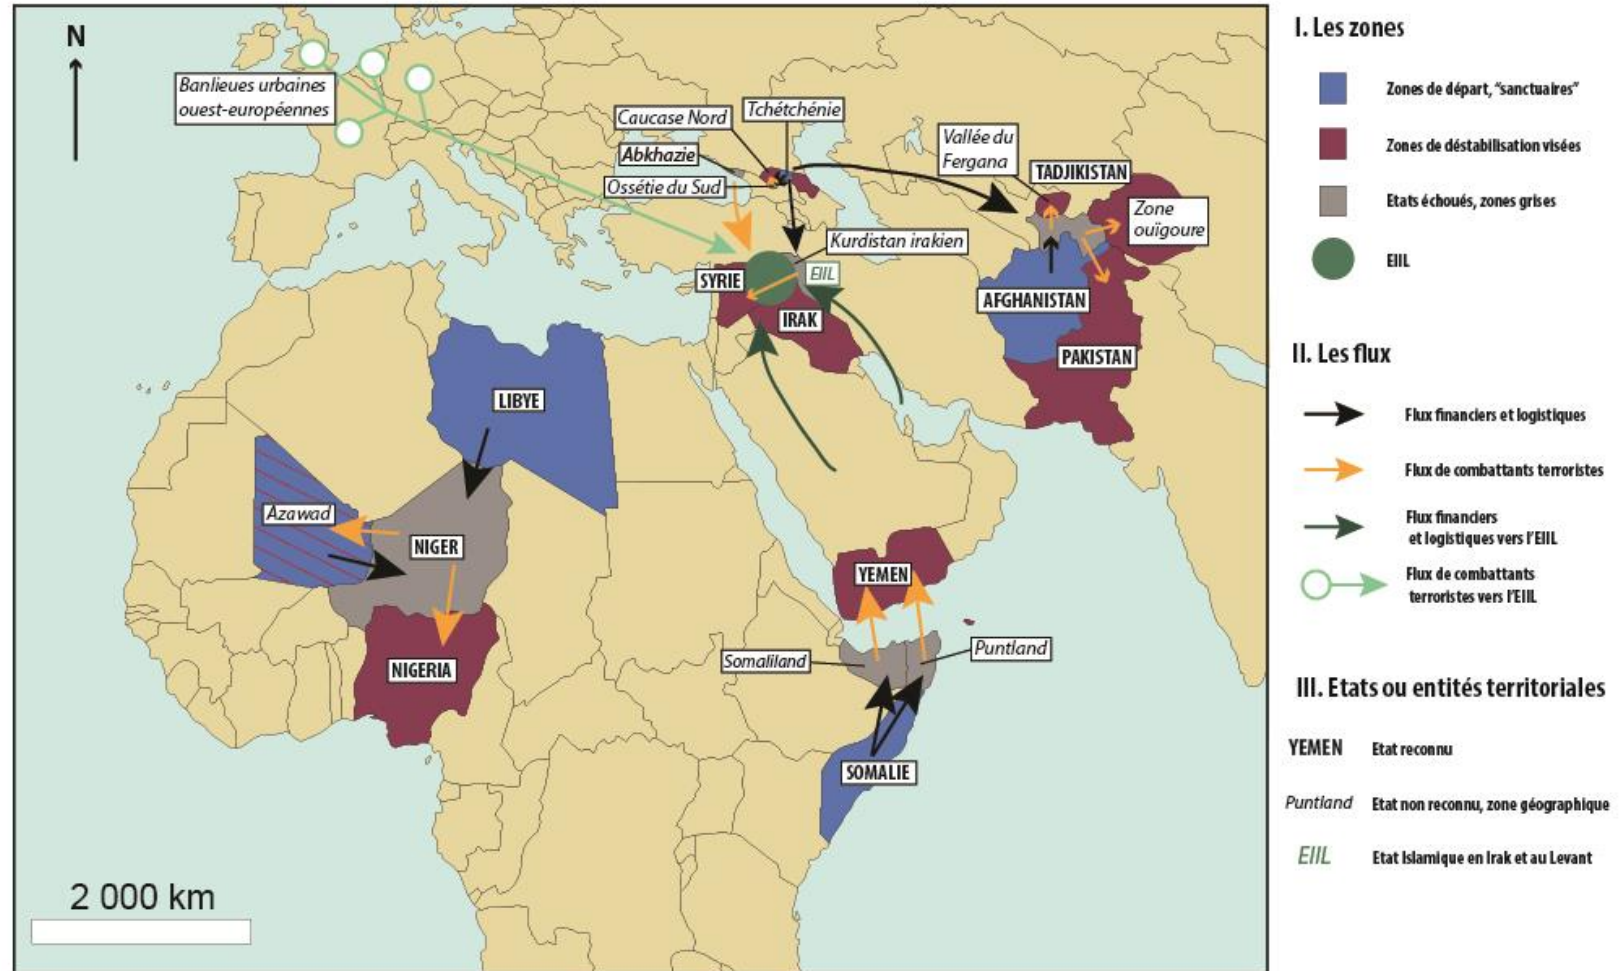 N
Banlieues urbaines
ouest-européennes
Caucase Nord
Tchétchénie
Abkhazie
Ossétie du Sud
Vallée du
Fergana
TADJIKISTAN
Zone
ouïgoure
Kurdistan irakien
SYRIE
EIIL
IRAK
AFGHANISTAN
PAKISTAN
LIBYE
Azawad
NIGER
NIGERIA
YEMEN
Somaliland
Puntland
SOMALIE
2 000 km
I. Les zones
Zones de départ, "sanctuaires"
Zones de déstabilisation visées
Etats échoués, zones grises
EIIL
II. Les flux
Flux financiers et logistiques
Flux de combattants terroristes
Flux financiers
et logistiques vers l'EIIL
Flux de combattants
terroristes vers l'EIIL
III. Etats ou entités territoriales
YEMEN Etat reconnu
Puntland Etat non reconnu, zone géographique
EIIL Etat Islamique en Irak et au Levant